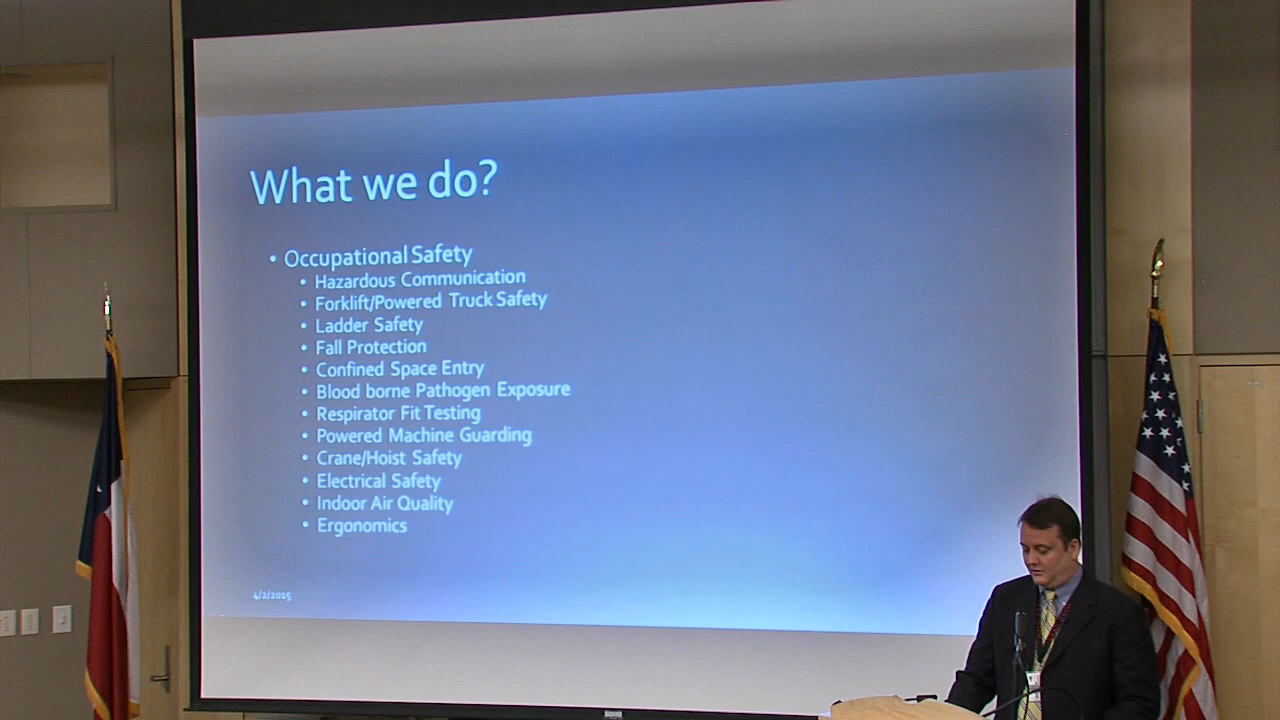 What we do?
• Occupational Safety
• Hazardous Communication
• Forklift/Powered Truck Safety
• Ladder Safety
• Fall Protection
• Confined Space Entry
• Blood borne Pathogen Exposure
• Respirator Fit Testing
• Powered Machine Guarding
• Crane/Hoist Safety
• Electrical Safety
• Indoor Air Quality
• Ergonomics
4/2/2015